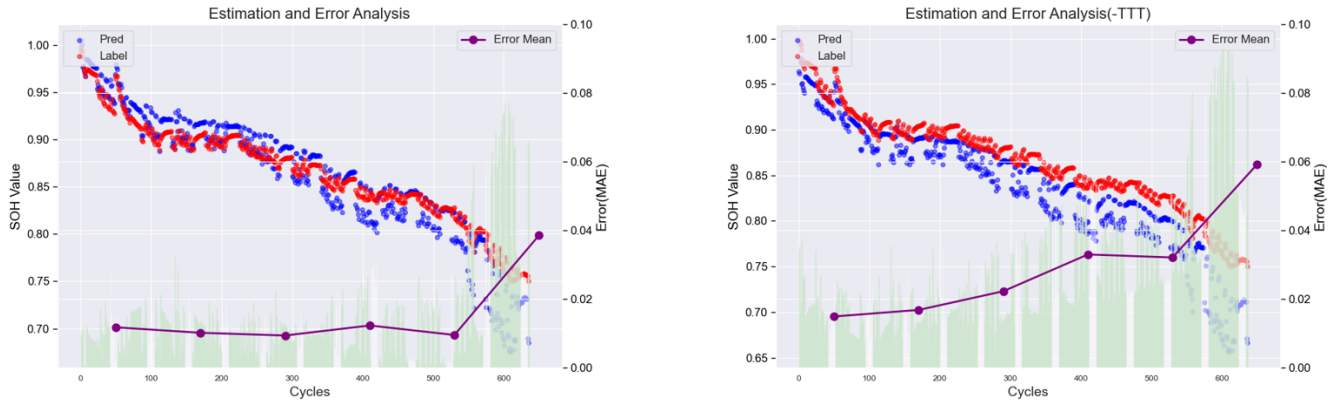 Estimation and Error Analysis
Pred
Label
Error Mean
1.00
0.95
0.90
0.85
0.80
0.75
0.70
SOH Value
0.10
0.08
0.06
0.04
0.02
0.00
Error(MAE)
0
100
200
300
400
500
600
Cycles
Estimation and Error Analysis(-TTT)
Pred
Label
Error Mean
1.00
0.95
0.90
0.85
0.80
0.75
0.70
0.65
SOH Value
0.10
0.08
0.06
0.04
0.02
0.00
Error(MAE)
0
100
200
300
400
500
600
Cycles